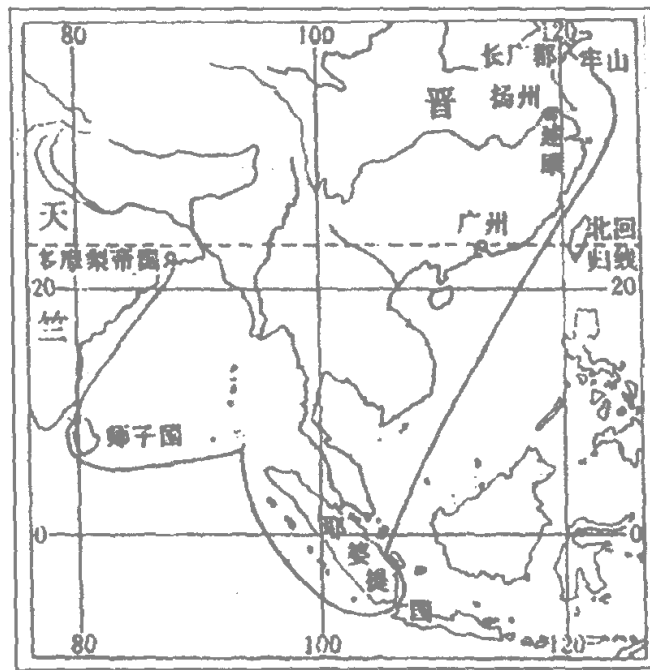 80 100 120
长广郡 牢山
晋 扬州
建康
广州
天竺
北回归线
多摩梨帝国
20 20
师子国
0 0
耶婆提国
80 100 120